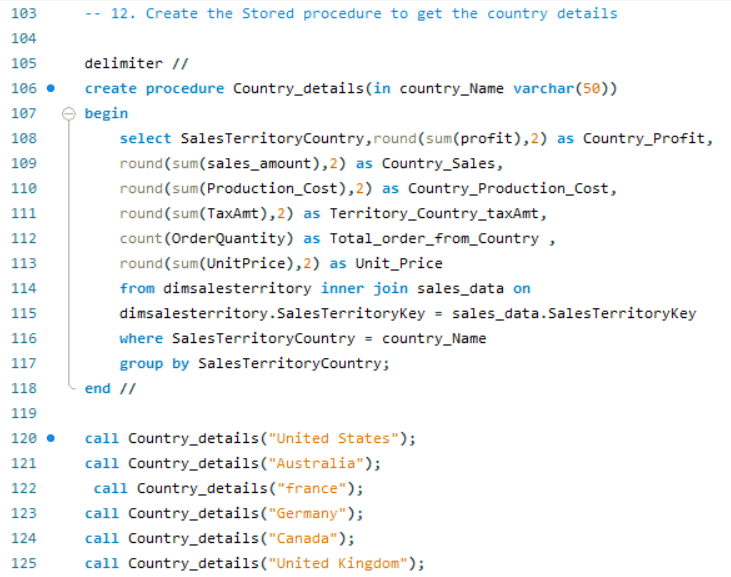 103 -- 12. Create the Stored procedure to get the country details
104
105 delimiter //
106 create procedure Country_details(in country_Name varchar(50))
107 begin
108 select SalesTerritoryCountry,round(sum(profit),2) as Country_Profit,
109 round(sum(sales_amount),2) as Country_Sales,
110 round(sum(Production_Cost),2) as Country_Production_Cost,
111 round(sum(TaxAmt),2) as Territory_Country_taxAmt,
112 count(OrderQuantity) as Total_order_from_Country ,
113 round(sum(UnitPrice),2) as Unit_Price
114 from dimsalesterritory inner join sales_data on
115 dimsalesterritory.SalesTerritoryKey = sales_data.SalesTerritoryKey
116 where SalesTerritoryCountry = country_Name
117 group by SalesTerritoryCountry;
118 end //
119
120 call Country_details("United States");
121 call Country_details("Australia");
122 call Country_details("france");
123 call Country_details("Germany");
124 call Country_details("Canada");
125 call Country_details("United Kingdom");